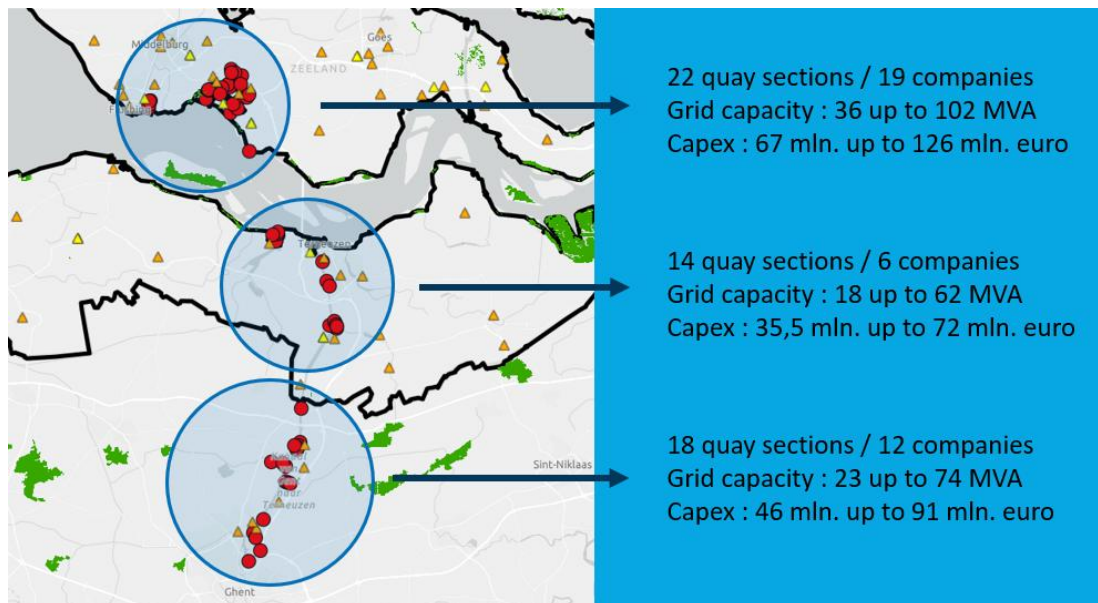 Middelburg
Goes
ZEELAND
22 quay sections / 19 companies
Grid capacity : 36 up to 102 MVA
Capex : 67 mln. up to 126 mln. euro
Terneuzen
14 quay sections / 6 companies
Grid capacity : 18 up to 62 MVA
Capex : 35,5 mln. up to 72 mln. euro
18 quay sections / 12 companies
Grid capacity : 23 up to 74 MVA
Capex : 46 mln. up to 91 mln. euro
Sint-Niklaas
naar
Terneuzen
Ghent